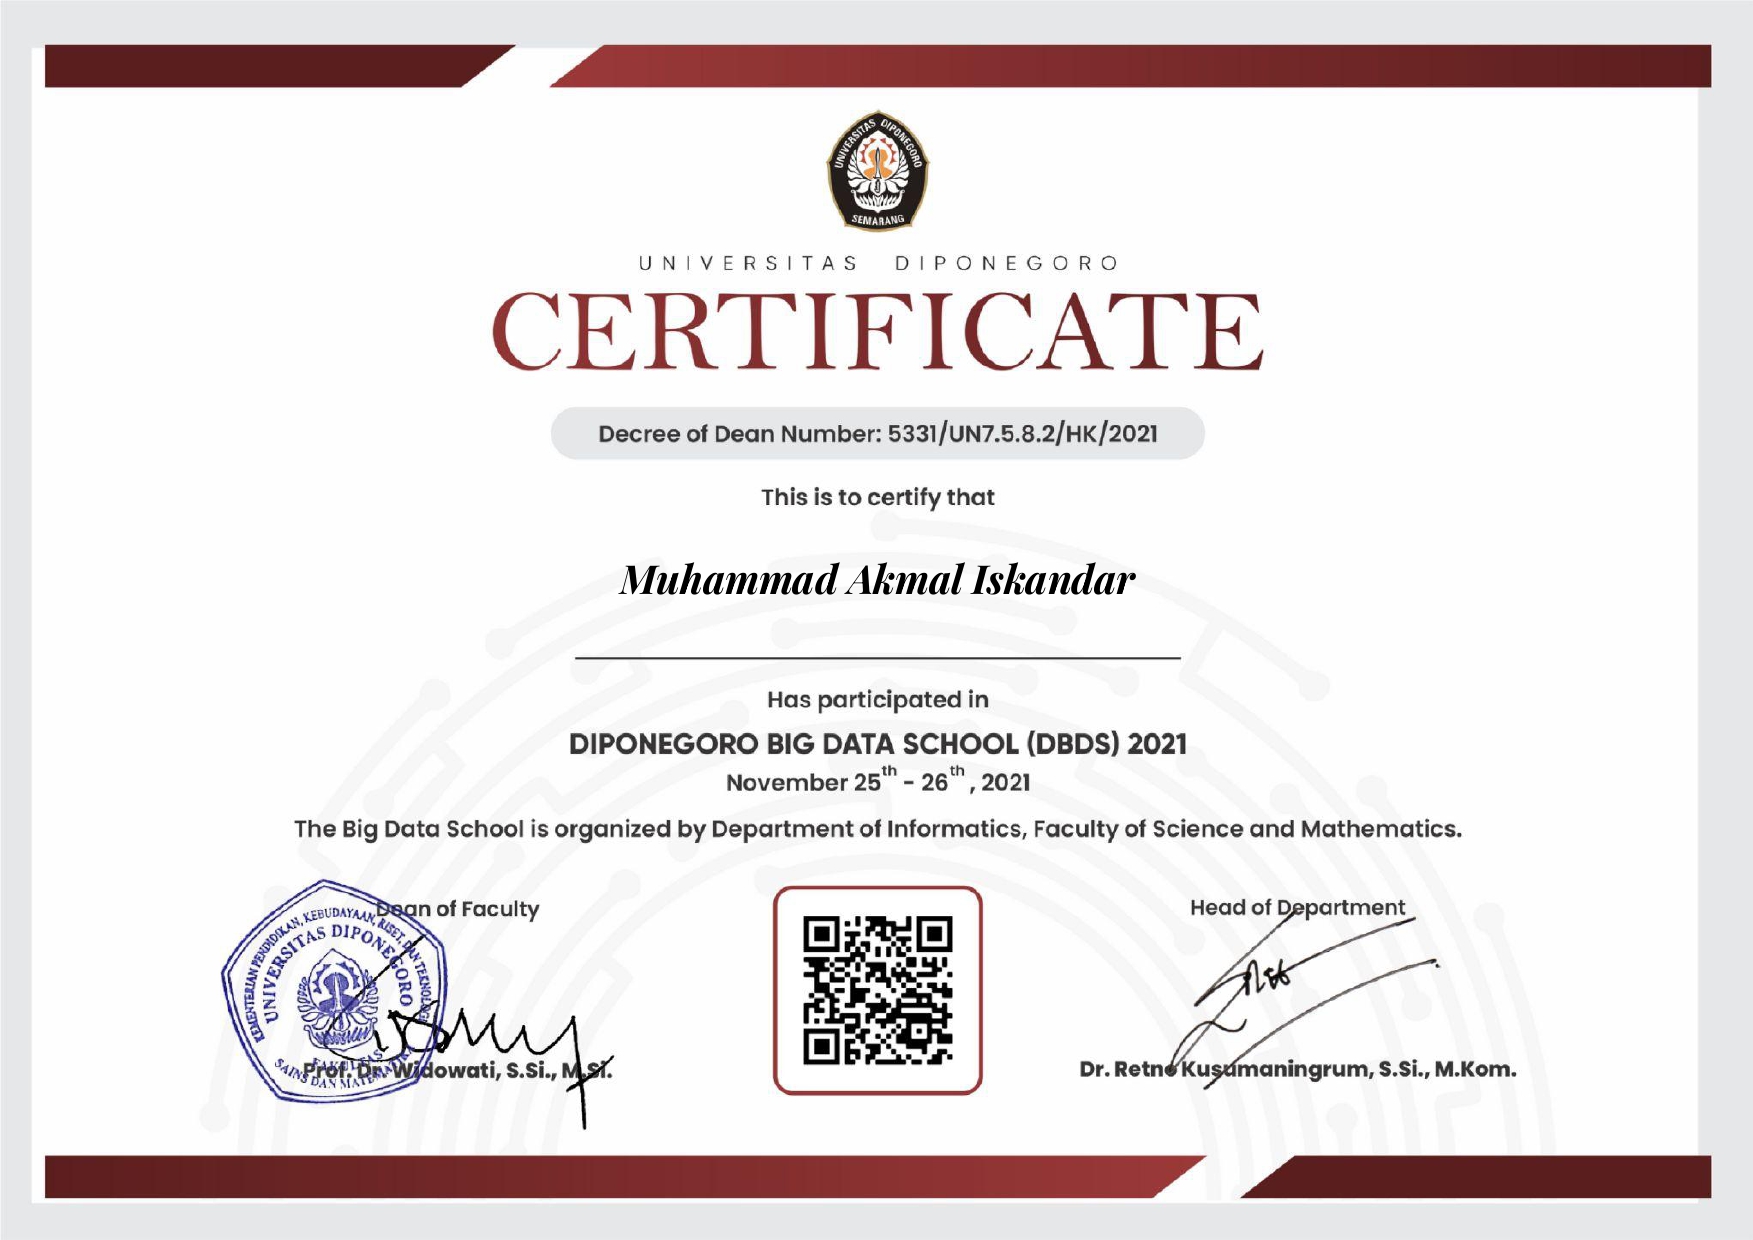 UNIVERSITAS DIPONEGORO
SEMARANG
UNIVERSITAS DIPONEGORO
CERTIFICATE
Decree of Dean Number: 5331/UN7.5.8.2/HK/2021
This is to certify that
Muhammad Akmal Iskandar
Has participated in
DIPONEGORO BIG DATA SCHOOL (DBDS) 2021
November 25th - 26th , 2021
The Big Data School is organized by Department of Informatics, Faculty of Science and Mathematics.
Dean of Faculty
KEMENTERIAN PENDIDIKAN, KEBUDAYAAN, RISET, DAN TEKNOLOGI
UNIVERSITAS DIPONEGORO
FAKULTAS
SAINS DAN MATEMATIKA
Prof. Dr. Widowati, S.Si., M.Si.
Head of Department
Dr. Retno Kusumaningrum, S.Si., M.Kom.